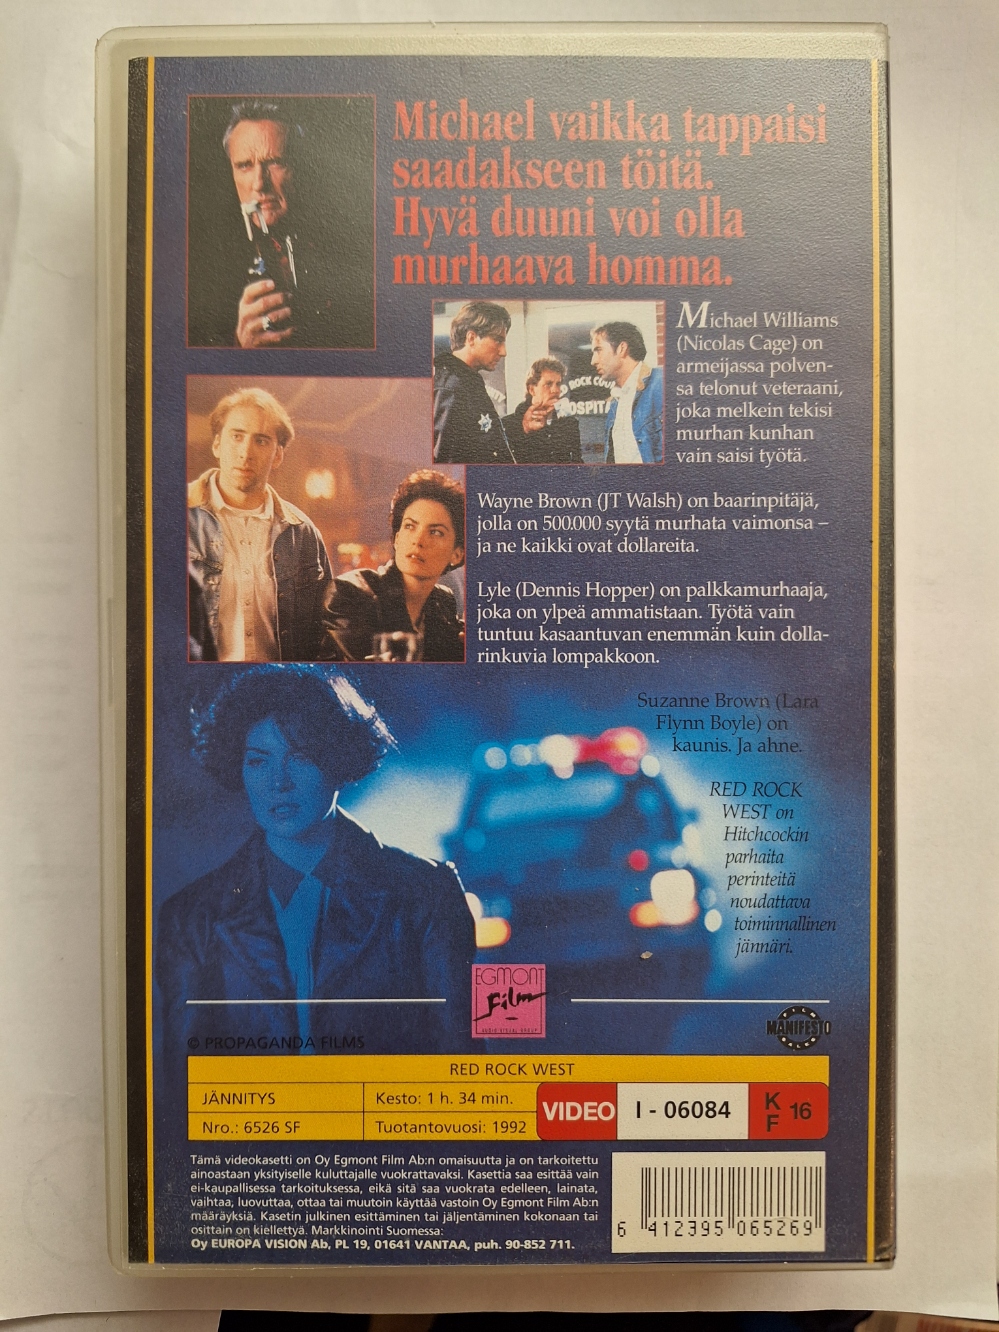 Michael vaikka tappaisi
saadakseen töitä.
Hyvä duuni voi olla
murhaava homma.
Michael Williams
(Nicolas Cage) on
armeijassa polven-
sa telonut veteraani,
joka melkein tekisi
murhan kunhan
vain saisi työtä.
D ROCK COU
HOSPIT
Wayne Brown (JT Walsh) on baarinpitäjä,
jolla on 500.000 syytä murhata vaimonsa –
ja ne kaikki ovat dollareita.
Lyle (Dennis Hopper) on palkkamurhaaja,
joka on ylpeä ammatistaan. Työtä vain
tuntuu kasaantuvan enemmän kuin dolla-
rinkuvia lompakkoon.
Suzanne Brown (Lara
Flynn Boyle) on
kaunis. Ja ahne.
RED ROCK
WEST on
Hitchcockin
parhaita
perinteitä
noudattava
toiminnallinen
jännäri.
EGMONT
Film
AUDIO VISUAL GROUP
FILM
MANIFESTO
SALES
© PROPAGANDA FILMS
RED ROCK WEST
JÄNNITYS
Kesto: 1 h. 34 min.
Nro.: 6526 SF
Tuotantovuosi: 1992
VIDEO
I - 06084
K
F
16
Tämä videokasetti on Oy Egmont Film Ab:n omaisuutta ja on tarkoitettu
ainoastaan yksityiselle kuluttajalle vuokrattavaksi. Kasettia saa esittää vain
ei-kaupallisessa tarkoituksessa, eikä sitä saa vuokrata edelleen, lainata,
vaihtaa, luovuttaa, ottaa tai muutoin käyttää vastoin Oy Egmont Film Ab:n
määräyksiä. Kasetin julkinen esittäminen tai jäljentäminen kokonaan tai
osittain on kiellettyä. Markkinointi Suomessa:
Oy EUROPA VISION Ab, PL 19, 01641 VANTAA, puh. 90-852 711.
6 412395 065269